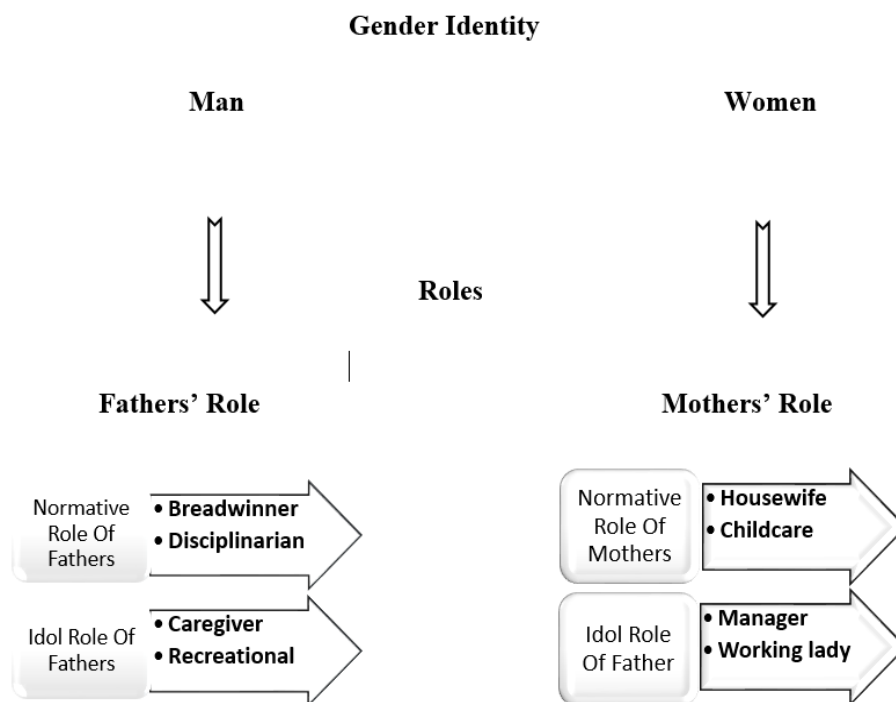 Gender Identity
Man
Women
Roles
Fathers’ Role
Mothers’ Role
Normative
Role Of
Fathers
• Breadwinner
• Disciplinarian
Idol Role Of
Fathers
• Caregiver
• Recreational
Normative
Role Of
Mothers
• Housewife
• Childcare
Idol Role
Of Father
• Manager
• Working lady